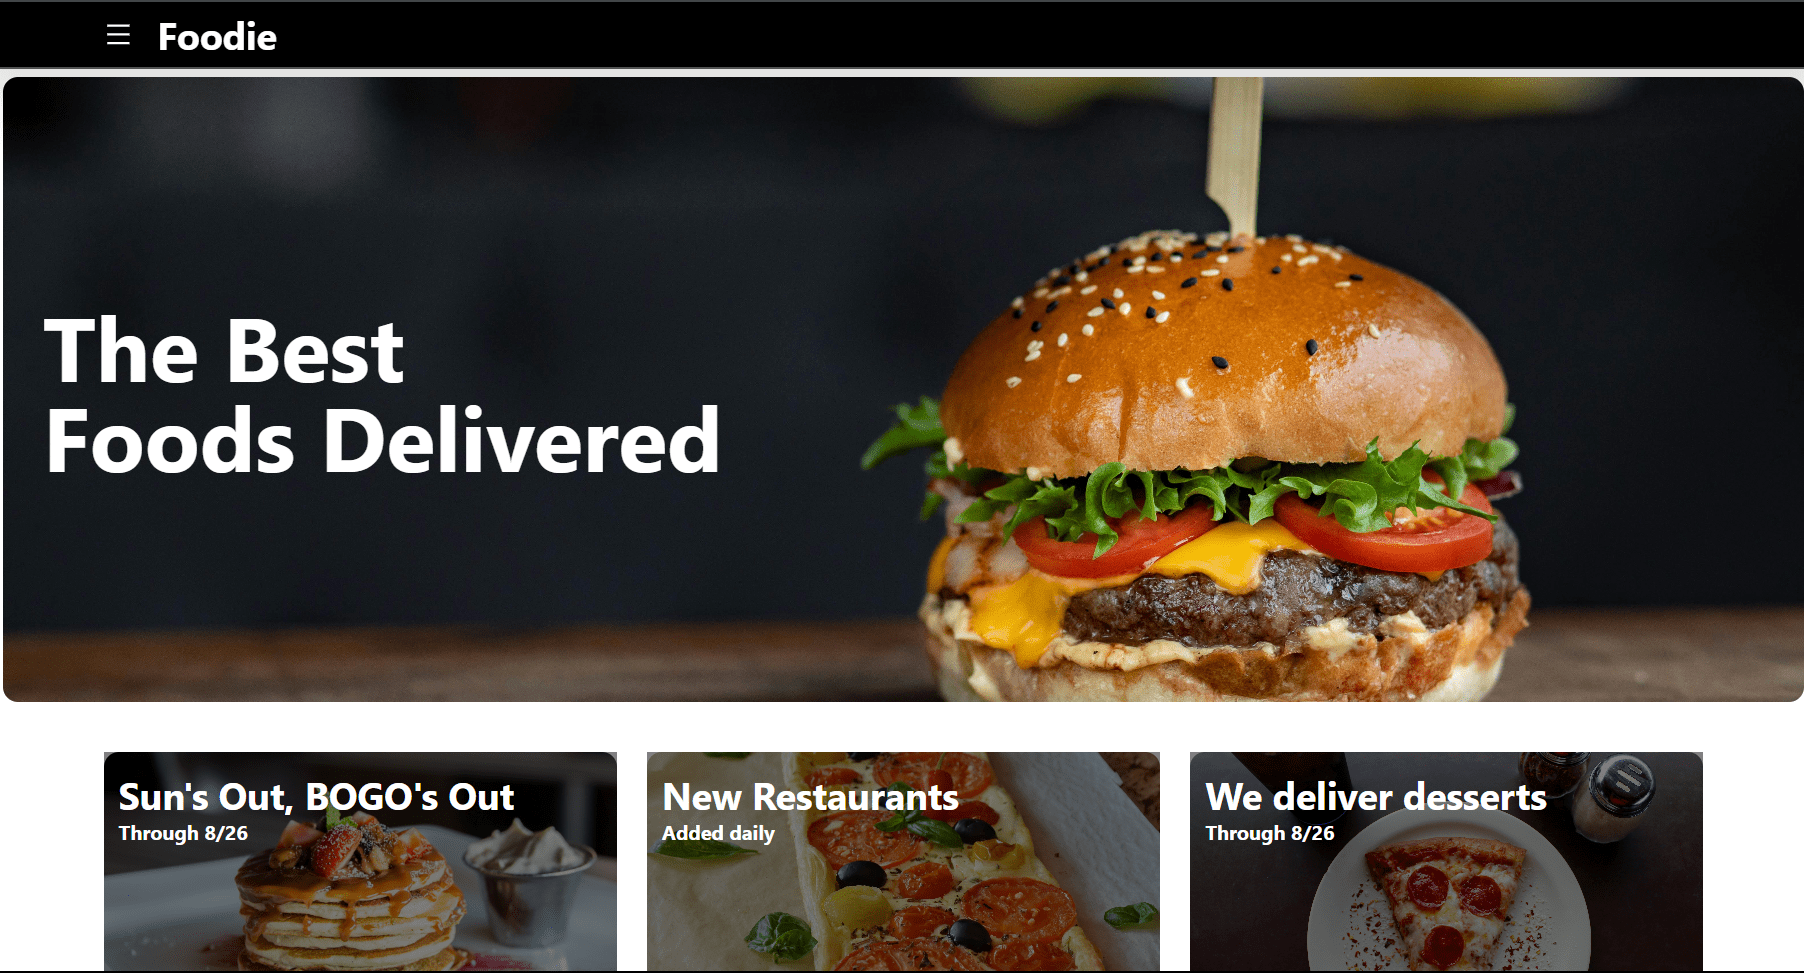 Foodie
The Best
Foods Delivered
Sun's Out, BOGO's Out
Through 8/26
New Restaurants
Added daily
We deliver desserts
Through 8/26